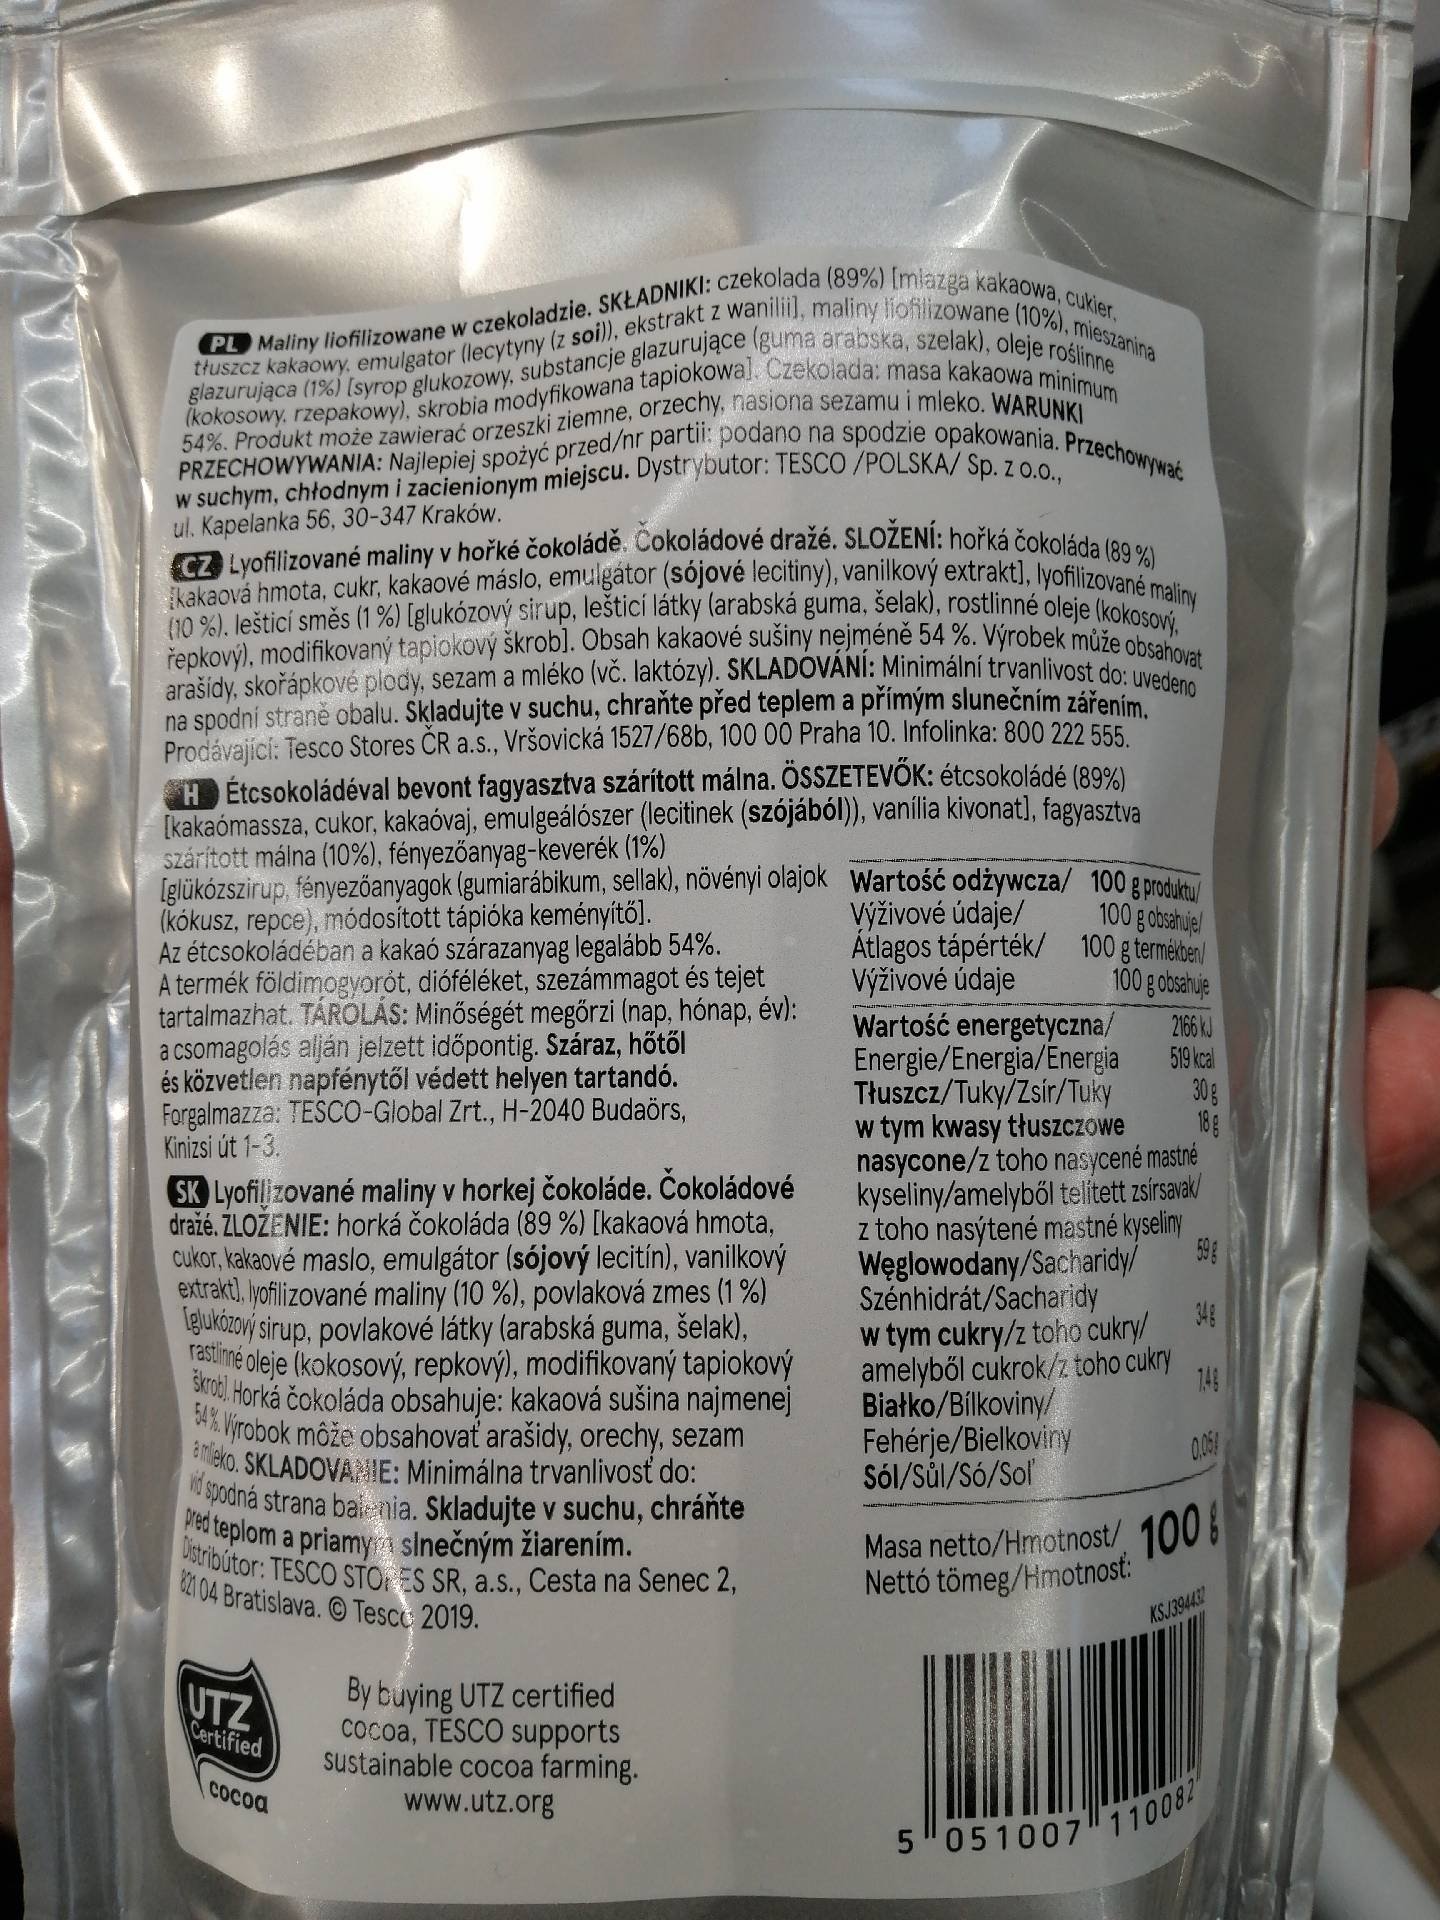 PL Maliny liofilizowane w czekoladzie. SKŁADNIKI: czekolada (89%) [miazga kakaowa, cukier,
tłuszcz kakaowy, emulgator (lecytyny (z soi)), ekstrakt z wanilii], maliny liofilizowane (10%), mieszanina
glazurująca (1%) [syrop glukozowy, substancje glazurujące (guma arabska, szelak), oleje roślinne
(kokosowy, rzepakowy), skrobia modyfikowana tapiokowa]. Czekolada: masa kakaowa minimum
54%. Produkt może zawierać orzeszki ziemne, orzechy, nasiona sezamu i mleko. WARUNKI
PRZECHOWYWANIA: Najlepiej spożyć przed/nr partii: podano na spodzie opakowania. Przechowywać
w suchym, chłodnym i zacienionym miejscu. Dystrybutor: TESCO /POLSKA/ Sp. z o.o.,
ul. Kapelanka 56, 30-347 Kraków.
CZ Lyofilizované maliny v hořké čokoládě. Čokoládové dražé. SLOŽENÍ: hořká čokoláda (89 %)
[kakaová hmota, cukr, kakaové máslo, emulgátor (sójové lecitiny), vanilkový extrakt], lyofilizované maliny
(10 %), lešticí směs (1 %) [glukózový sirup, lešticí látky (arabská guma, šelak), rostlinné oleje (kokosový,
řepkový), modifikovaný tapiokový škrob]. Obsah kakaové sušiny nejméně 54 %. Výrobek může obsahovat
arašídy, skořápkové plody, sezam a mléko (vč. laktózy). SKLADOVÁNÍ: Minimální trvanlivost do: uvedeno
na spodní straně obalu. Skladujte v suchu, chraňte před teplem a přímým slunečním zářením.
Prodávající: Tesco Stores ČR a.s., Vršovická 1527/68b, 100 00 Praha 10. Infolinka: 800 222 555.
H Étcsokoládéval bevont fagyasztva szárított málna. ÖSSZETEVŐK: étcsokoládé (89%)
[kakaómassza, cukor, kakaóvaj, emulgeálószer (lecitinek (szójából)), vanília kivonat], fagyasztva
szárított málna (10%), fényezőanyag-keverék (1%)
[glükózszirup, fényezőanyagok (gumiarábikum, sellak), növényi olajok
(kókusz, repce), módosított tápióka keményítő].
Az étcsokoládéban a kakaó szárazanyag legalább 54%.
A termék földimogyorót, dióféléket, szezámmagot és tejet
tartalmazhat. TÁROLÁS: Minőségét megőrzi (nap, hónap, év):
a csomagolás alján jelzett időpontig. Száraz, hőtől
és közvetlen napfénytől védett helyen tartandó.
Forgalmazza: TESCO-Global Zrt., H-2040 Budaörs,
Kinizsi út 1-3.
SK Lyofilizované maliny v horkej čokoláde. Čokoládové
dražé. ZLOŽENIE: horká čokoláda (89 %) [kakaová hmota,
cukor, kakaové maslo, emulgátor (sójový lecitín), vanilkový
extrakt], lyofilizované maliny (10 %), povlaková zmes (1 %)
[glukózový sirup, povlakové látky (arabská guma, šelak),
rastlinné oleje (kokosový, repkový), modifikovaný tapiokový
škrob]. Horká čokoláda obsahuje: kakaová sušina najmenej
54 %. Výrobok môže obsahovať arašidy, orechy, sezam
a mlieko. SKLADOVANIE: Minimálna trvanlivosť do:
viď spodná strana balenia. Skladujte v suchu, chráňte
pred teplom a priamym slnečným žiarením.
Distribútor: TESCO STORES SR, a.s., Cesta na Senec 2,
821 04 Bratislava. © Tesco 2019.
Wartość odżywcza/ 100 g produktu/
Výživové údaje/ 100 g obsahuje/
Átlagos tápérték/ 100 g termékben/
Výživové údaje 100 g obsahuje
Wartość energetyczna/ 2166 kJ
Energie/Energia/Energia 519 kcal
Tłuszcz/Tuky/Zsír/Tuky 30 g
w tym kwasy tłuszczowe 18 g
nasycone/z toho nasycené mastné
kyseliny/amelyből telített zsírsavak/
z toho nasýtené mastné kyseliny
Węglowodany/Sacharidy/ 59 g
Szénhidrát/Sacharidy
w tym cukry/z toho cukry/ 34 g
amelyből cukrok/z toho cukry
Białko/Bílkoviny/ 7,4 g
Fehérje/Bielkoviny
Sól/Sůl/Só/Soľ 0,05g
Masa netto/Hmotnost/ 100 g
Nettó tömeg/Hmotnosť:
KSJ394432
UTZ
Certified
cocoa
By buying UTZ certified
cocoa, TESCO supports
sustainable cocoa farming.
www.utz.org
5 051007 110082